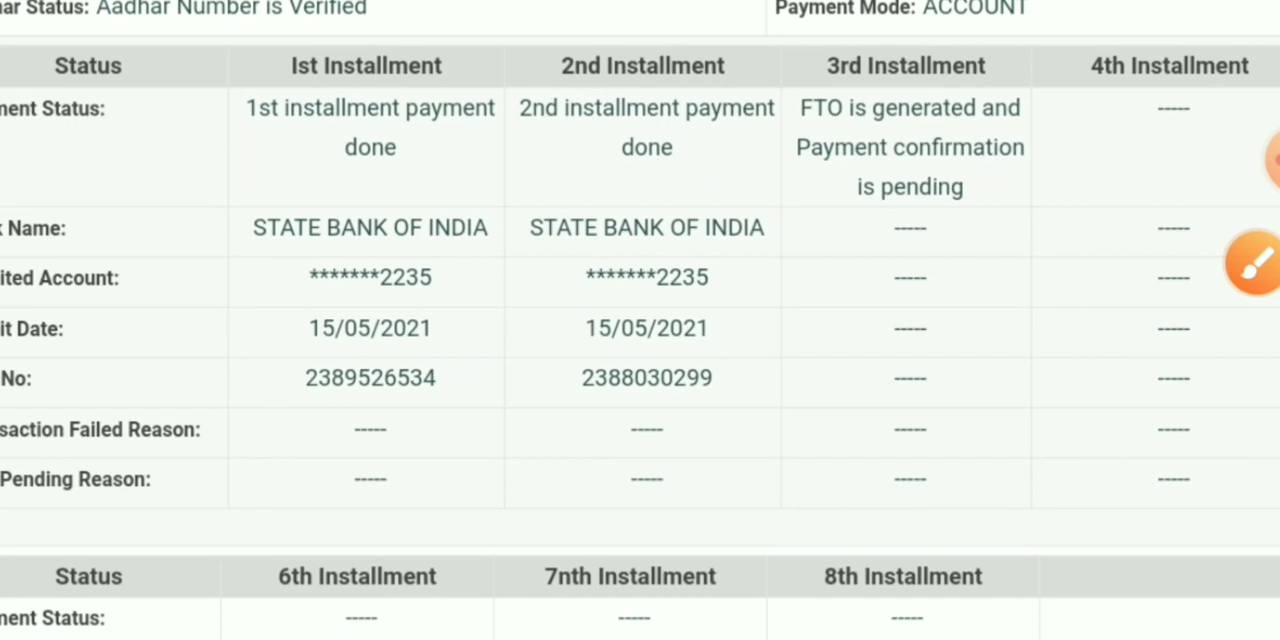 ar Status: Aadhar Number is Verified Payment Mode: ACCOUNT
Status Ist Installment 2nd Installment 3rd Installment 4th Installment
ment Status: 1st installment payment 2nd installment payment FTO is generated and -----
done done Payment confirmation
is pending
k Name: STATE BANK OF INDIA STATE BANK OF INDIA ----- -----
ited Account: *******2235 *******2235 ----- -----
it Date: 15/05/2021 15/05/2021 ----- -----
No: 2389526534 2388030299 ----- -----
saction Failed Reason: ----- ----- ----- -----
Pending Reason: ----- ----- ----- -----
Status 6th Installment 7nth Installment 8th Installment
ment Status: ----- ----- -----